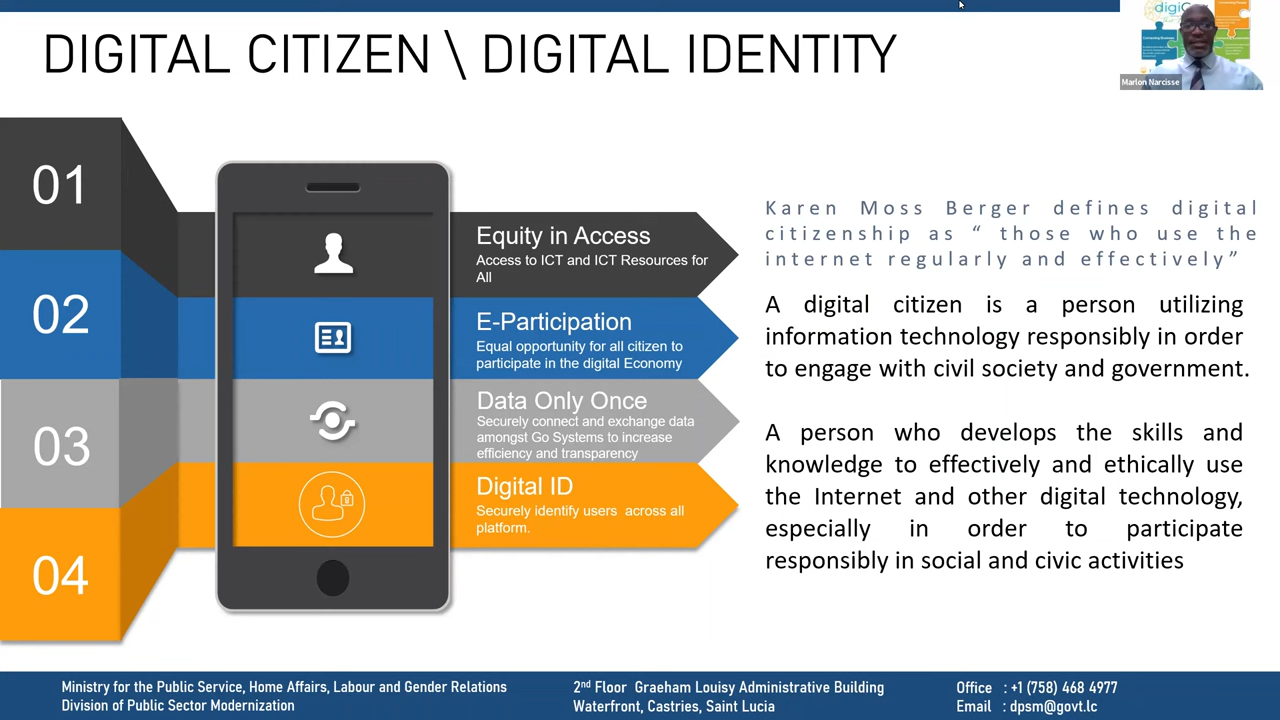 DIGITAL CITIZEN \ DIGITAL IDENTITY
Marlon Narcisse
01
02
03
04
Equity in Access
Access to ICT and ICT Resources for
All
E-Participation
Equal opportunity for all citizen to
participate in the digital Economy
Data Only Once
Securely connect and exchange data
amongst Go Systems to increase
efficiency and transparency
Digital ID
Securely identify users across all
platform.
Karen Moss Berger defines digital
citizenship as “ those who use the
internet regularly and effectively”
A digital citizen is a person utilizing
information technology responsibly in order
to engage with civil society and government.
A person who develops the skills and
knowledge to effectively and ethically use
the Internet and other digital technology,
especially in order to participate
responsibly in social and civic activities
Ministry for the Public Service, Home Affairs, Labour and Gender Relations
Division of Public Sector Modernization
2nd Floor Graeham Louisy Administrative Building
Waterfront, Castries, Saint Lucia
Office : +1 (758) 468 4977
Email : dpsm@govt.lc